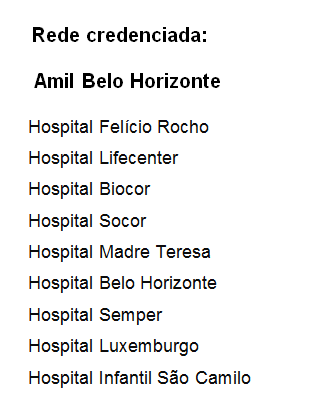 Rede credenciada:
Amil Belo Horizonte
Hospital Felício Rocho
Hospital Lifecenter
Hospital Biocor
Hospital Socor
Hospital Madre Teresa
Hospital Belo Horizonte
Hospital Semper
Hospital Luxemburgo
Hospital Infantil São Camilo